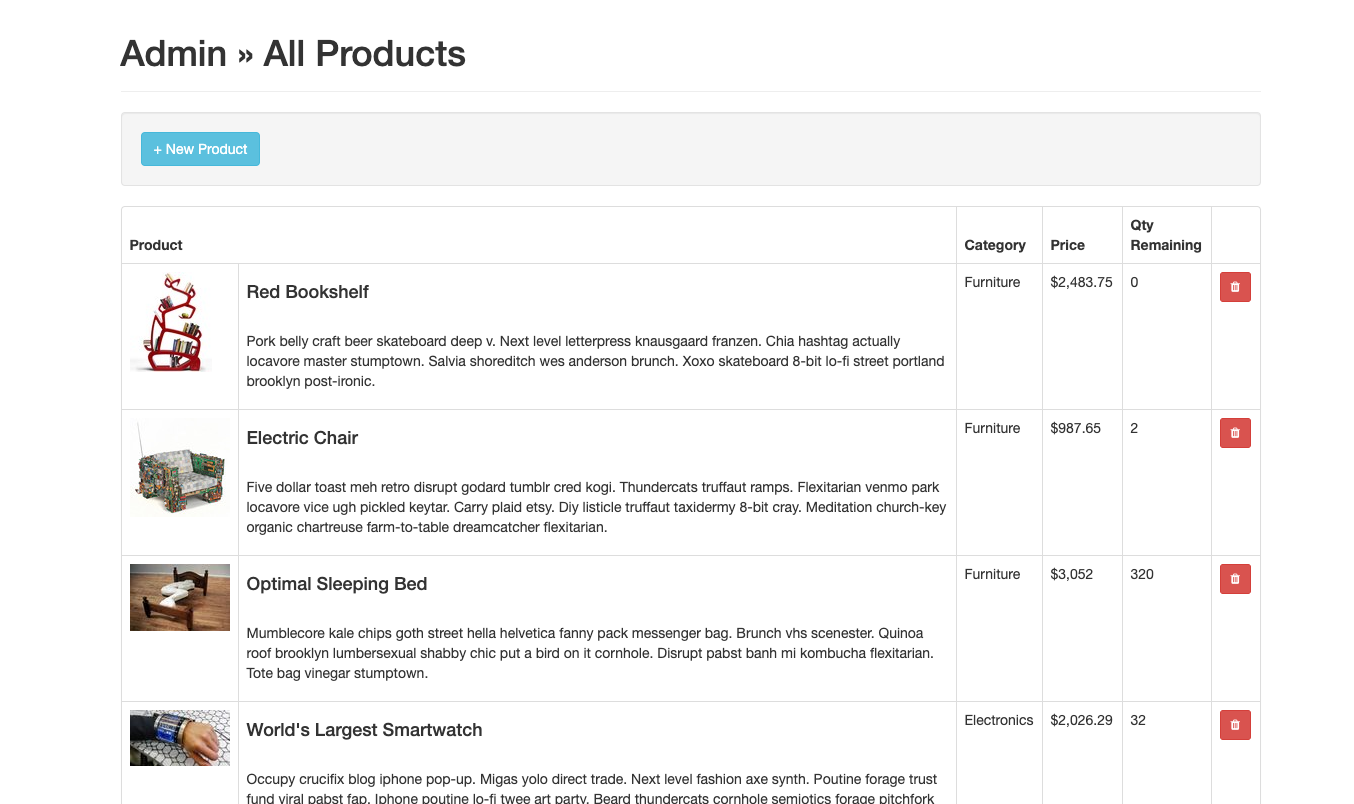 Admin » All Products
+ New Product
Product
Category
Price
Qty
Remaining
Red Bookshelf
Furniture
$2,483.75
0
Pork belly craft beer skateboard deep v. Next level letterpress knausgaard franzen. Chia hashtag actually
locavore master stumptown. Salvia shoreditch wes anderson brunch. Xoxo skateboard 8-bit lo-fi street portland
brooklyn post-ironic.
Electric Chair
Furniture
$987.65
2
Five dollar toast meh retro disrupt godard tumblr cred kogi. Thundercats truffaut ramps. Flexitarian venmo park
locavore vice ugh pickled keytar. Carry plaid etsy. Diy listicle truffaut taxidermy 8-bit cray. Meditation church-key
organic chartreuse farm-to-table dreamcatcher flexitarian.
Optimal Sleeping Bed
Furniture
$3,052
320
Mumblecore kale chips goth street hella helvetica fanny pack messenger bag. Brunch vhs scenester. Quinoa
roof brooklyn lumbersexual shabby chic put a bird on it cornhole. Disrupt pabst banh mi kombucha flexitarian.
Tote bag vinegar stumptown.
World's Largest Smartwatch
Electronics
$2,026.29
32
Occupy crucifix blog iphone pop-up. Migas yolo direct trade. Next level fashion axe synth. Poutine forage trust
fund viral pabst fap. Iphone poutine lo-fi twee art party. Beard thundercats cornhole semiotics forage pitchfork